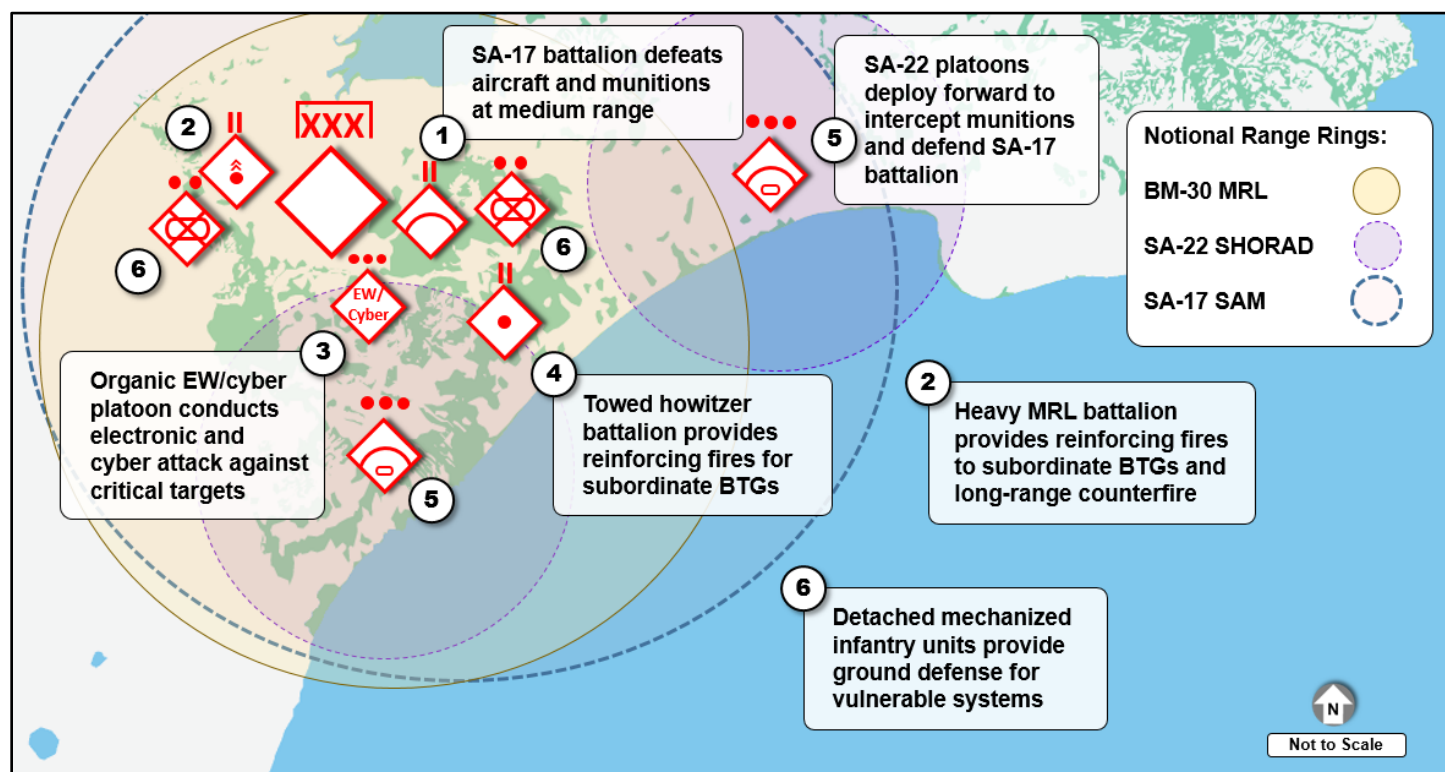 SA-17 battalion defeats
aircraft and munitions
at medium range
1
SA-22 platoons
deploy forward to
intercept munitions
and defend SA-17
battalion
5
Notional Range Rings:
BM-30 MRL
SA-22 SHORAD
SA-17 SAM
2
II
XXX
II
6
6
EW/
Cyber
II
3
Organic EW/cyber
platoon conducts
electronic and
cyber attack against
critical targets
4
Towed howitzer
battalion provides
reinforcing fires for
subordinate BTGs
2
Heavy MRL battalion
provides reinforcing fires
to subordinate BTGs and
long-range counterfire
5
6
Detached mechanized
infantry units provide
ground defense for
vulnerable systems
N
Not to Scale